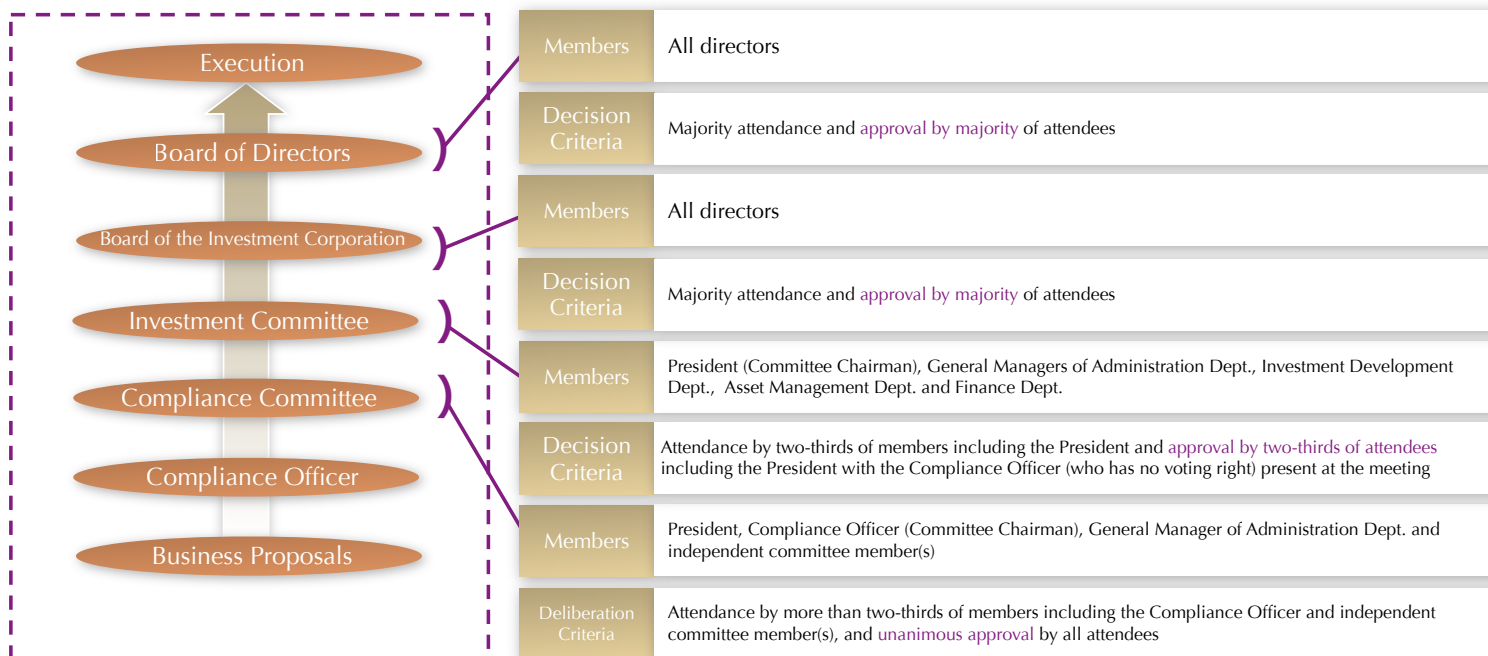 Execution
Board of Directors
Board of the Investment Corporation
Investment Committee
Compliance Committee
Compliance Officer
Business Proposals
Members
All directors
Decision
Criteria
Majority attendance and approval by majority of attendees
Members
All directors
Decision
Criteria
Majority attendance and approval by majority of attendees
Members
President (Committee Chairman), General Managers of Administration Dept., Investment Development
Dept., Asset Management Dept. and Finance Dept.
Decision
Criteria
Attendance by two-thirds of members including the President and approval by two-thirds of attendees
including the President with the Compliance Officer (who has no voting right) present at the meeting
Members
President, Compliance Officer (Committee Chairman), General Manager of Administration Dept. and
independent committee member(s)
Deliberation
Criteria
Attendance by more than two-thirds of members including the Compliance Officer and independent
committee member(s), and unanimous approval by all attendees